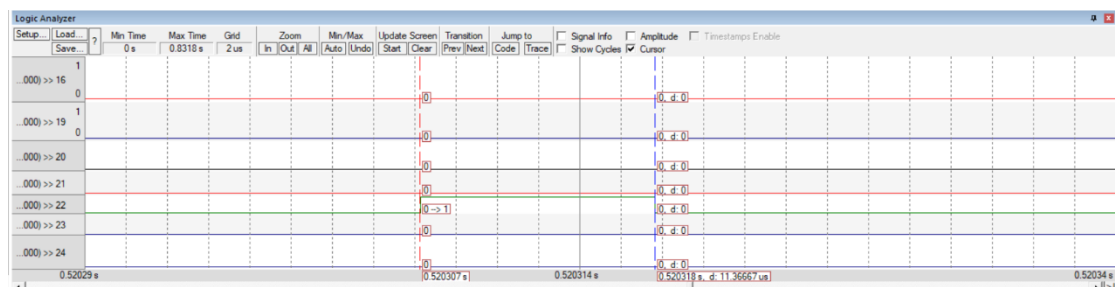 Logic Analyzer
Setup... Load... ? Min Time Max Time Grid Zoom Min/Max Update Screen Transition Jump to Signal Info Amplitude Timestamps Enable
Save... 0 s 0.8318 s 2 us In Out All Auto Undo Start Clear Prev Next Code Trace Show Cycles Cursor
1
...000) >> 16
0 0 0, d: 0
1
...000) >> 19
0 0 0, d: 0
...000) >> 20
0 0, d: 0
...000) >> 21
0 0, d: 0
...000) >> 22
0 -> 1 0, d: 0
...000) >> 23
0 0, d: 0
...000) >> 24
0 0, d: 0
0.52029 s 0.520307 s 0.520314 s 0.520318 s, d: 11.36667 us 0.52034 s